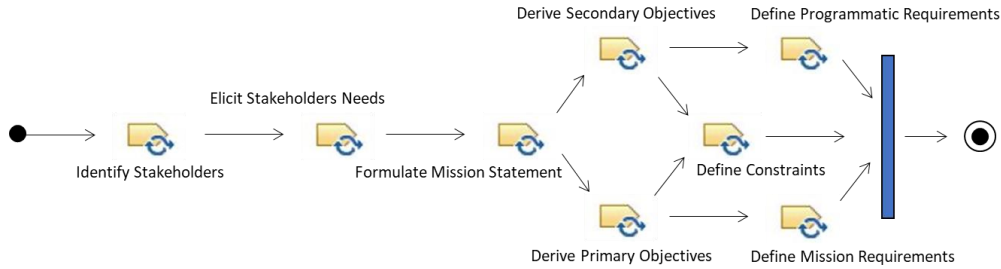 Derive Secondary Objectives
Define Programmatic Requirements
Elicit Stakeholders Needs
Identify Stakeholders
Formulate Mission Statement
Define Constraints
Derive Primary Objectives
Define Mission Requirements